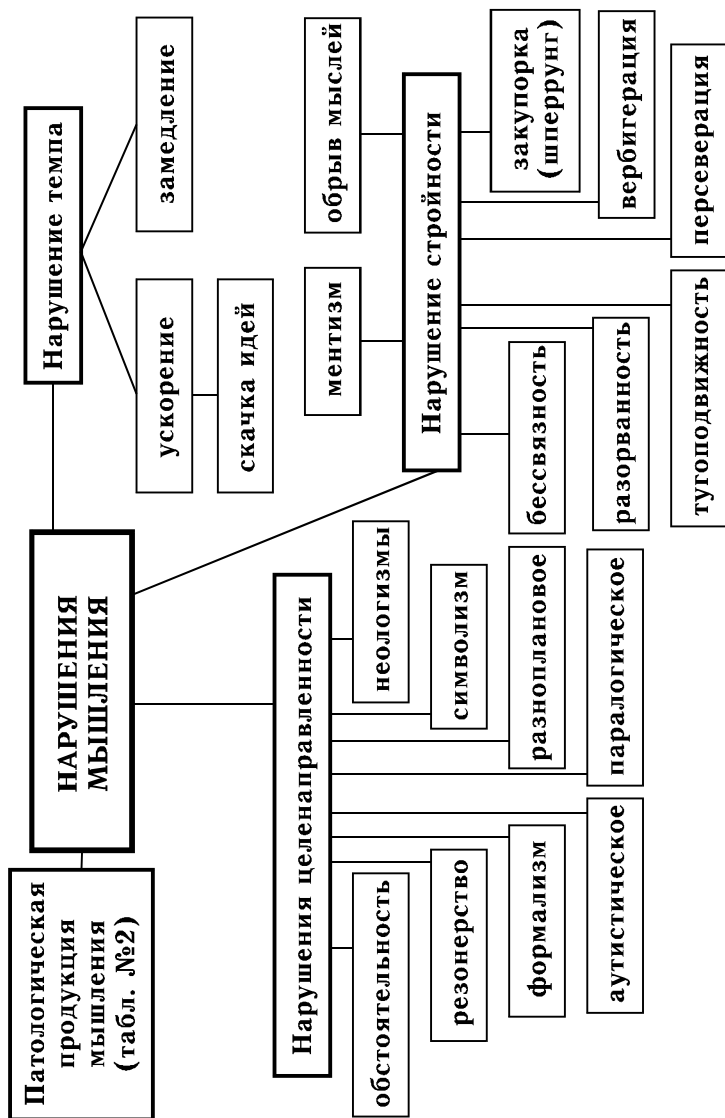 Патологическая
продукция
мышления
(табл. №2)
НАРУШЕНИЯ
МЫШЛЕНИЯ
Нарушение темпа
ускорение
замедление
скачка идей
Нарушения целенаправленности
обстоятельность
неологизмы
резонерство
символизм
формализм
разноплановое
аутистическое
паралогическое
ментизм
обрыв мыслей
Нарушение стройности
бессвязность
закупорка
(шперрунг)
разорванность
вербигерация
тугоподвижность
персеверация